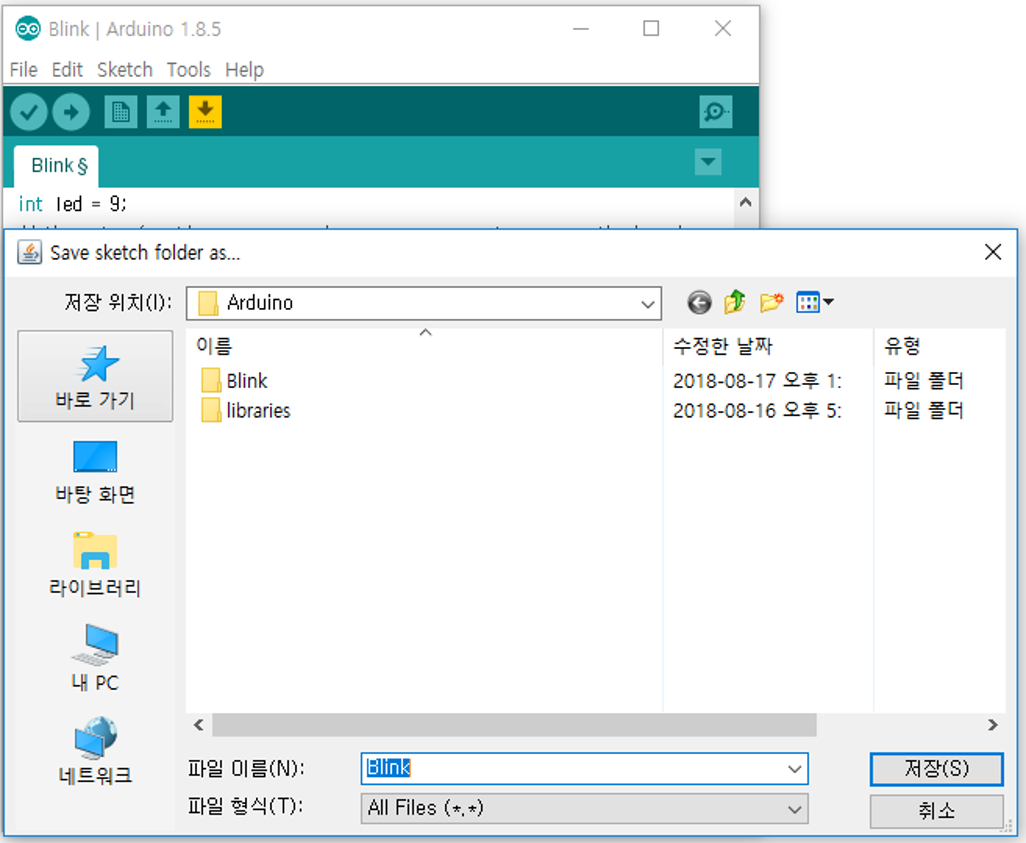 Blink | Arduino 1.8.5
File Edit Sketch Tools Help
Blink §
int led = 9;
Save sketch folder as...
저장 위치(I): Arduino
이름 수정한 날짜 유형
Blink 2018-08-17 오후 1: 파일 폴더
libraries 2018-08-16 오후 5: 파일 폴더
바로 가기
바탕 화면
라이브러리
내 PC
네트워크
파일 이름(N): Blink 저장(S)
파일 형식(T): All Files (*.*) 취소